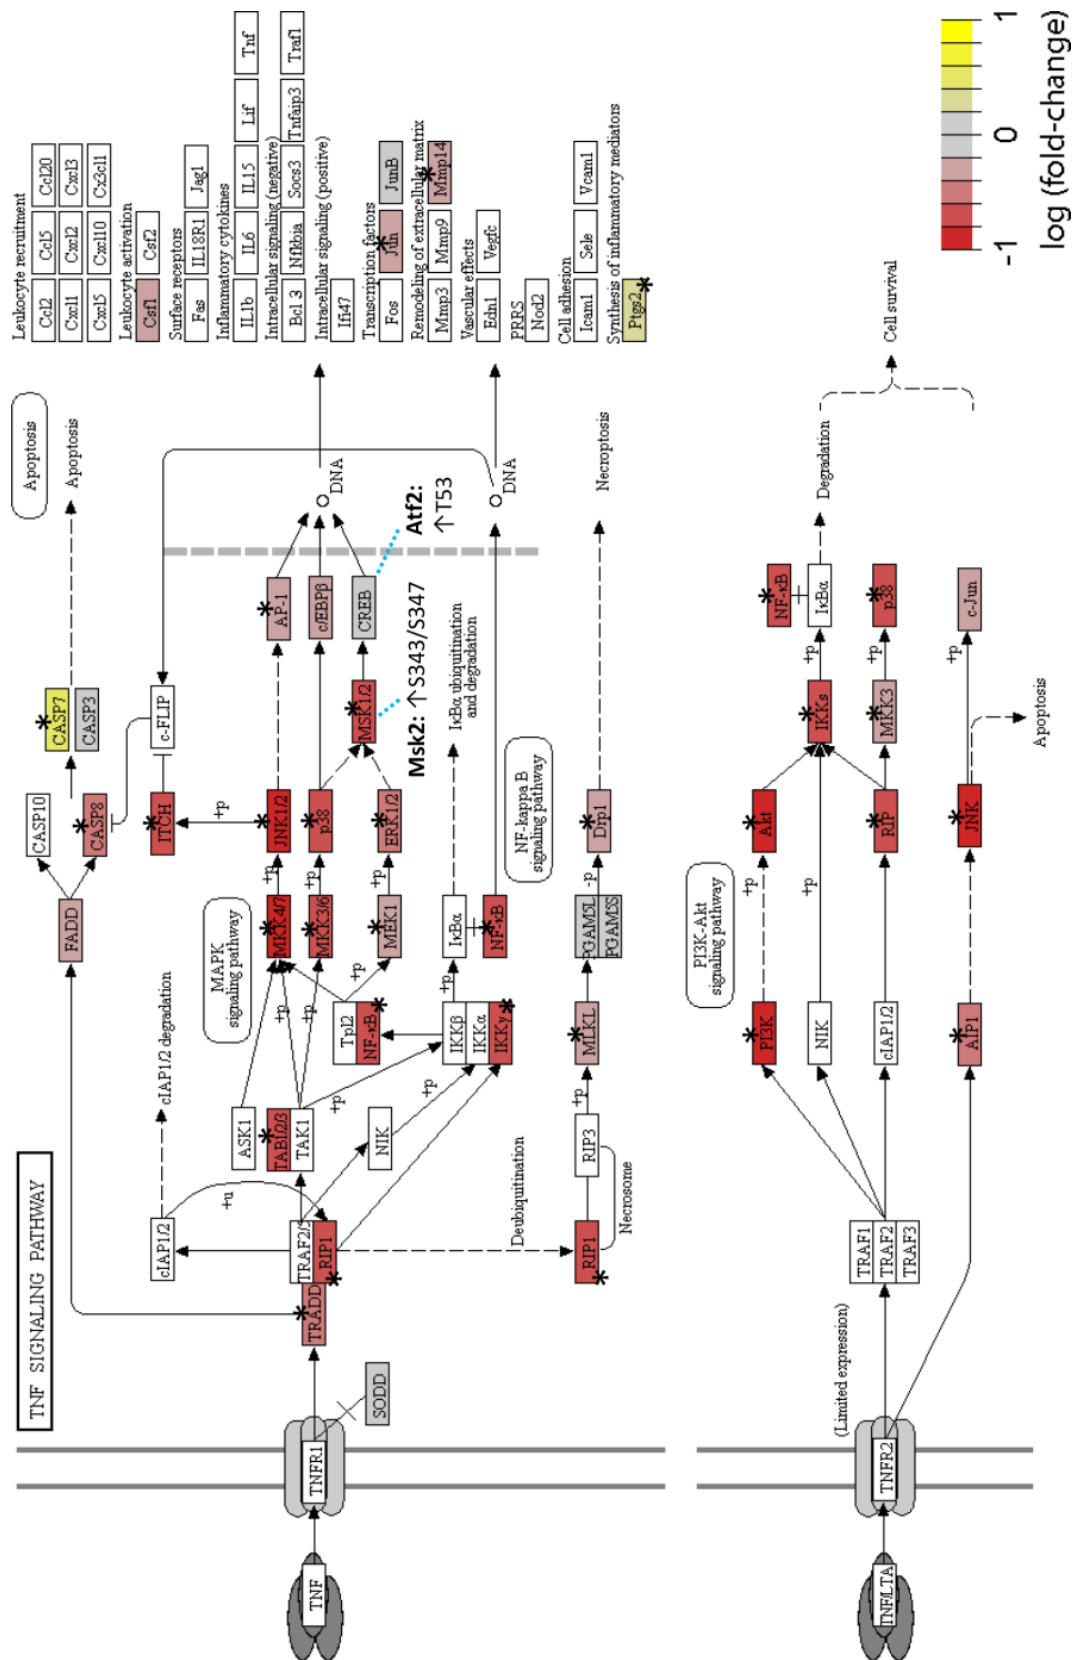 TNF SIGNALING PATHWAY
TNF
TNFR1
SODD
TRADD
TRAF2/5
RIP1
cIAP1/2
+u
cIAP1/2 degradation
FADD
CASP10
CASP8
CASP7
CASP3
Apoptosis
Apoptosis
ITCH
c-FLIP
+p
MAPK
signaling pathway
ASK1
TAB1/2/3
TAK1
NIK
+p
+p
+p
+p
MKK4/7
MKK3/6
MEK1
+p
+p
+p
JNK1/2
p38
ERK1/2
MSK1/2
AP-1
c/EBPβ
CREB
Msk2: ↑S343/S347
Atf2:
↑T53
DNA
Tpl2
NF-κB
+p
IKKβ
IKKα
IKKγ
+p
IκBα
NF-κB
IκBα ubiquitination
and degradation
NF-kappa B
signaling pathway
DNA
Deubiquitination
RIP1
RIP3
Necrosome
+p
MLKL
PGAM5L
PGAM5S
-p
Drp1
Necroptosis
Leukocyte recruitment
Ccl2 Ccl5 Ccl20
Cxcl1 Cxcl2 Cxcl3
Cxcl5 Cxcl10 Cx3cl1
Leukocyte activation
Csf1 Csf2
Surface receptors
Fas IL18R1 Jag1
Inflammatory cytokines
IL1b IL6 IL15 Lif Tnf
Intracellular signaling (negative)
Bcl 3 Nfkbia Socs3 Tnfaip3 Traf1
Intracellular signaling (positive)
Ifi47
Transcription factors
Fos Jun JunB
Remodeling of extracellular matrix
Mmp3 Mmp9 Mmp14
Vascular effects
Edn1 Vegfc
PRRS
Nod2
Cell adhesion
Icam1 Sele Vcam1
Synthesis of inflammatory mediators
Ptgs2
TNF/LTA
TNFR2
(Limited expression)
TRAF1
TRAF2
TRAF3
PI3K
NIK
cIAP1/2
AIP1
PI3K-Akt
signaling pathway
+p
+p
Akt
RIP
JNK
IKKs
MKK3
+p
+p
+p
NF-κB
IκBα
p38
c-Jun
Degradation
Apoptosis
Cell survival
-1 0 1
log (fold-change)